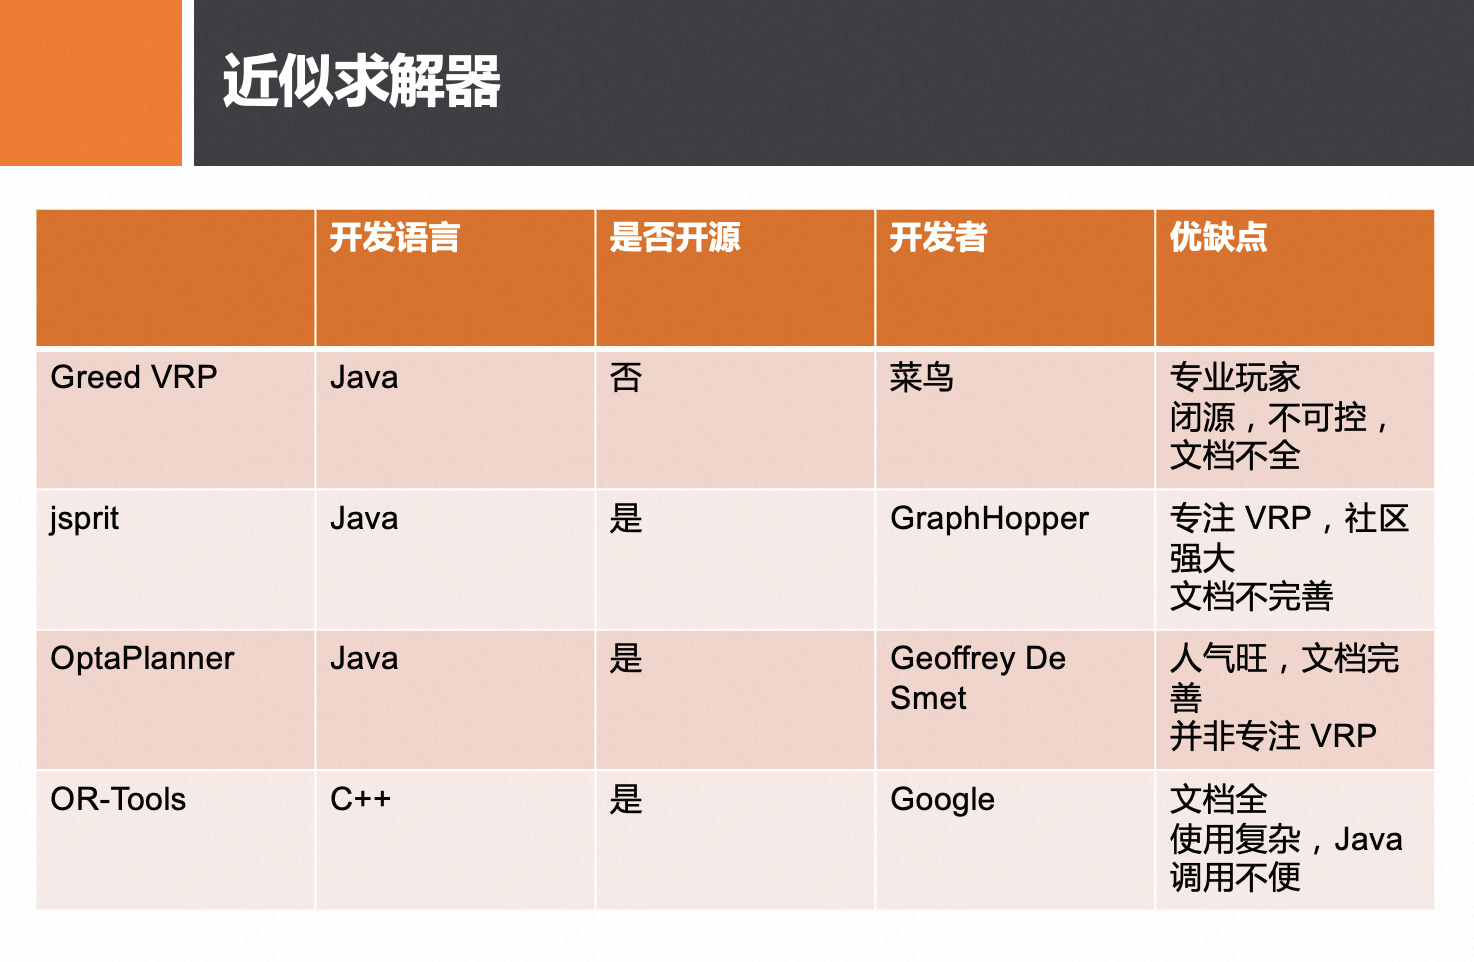 近似求解器
开发语言
是否开源
开发者
优缺点
Greed VRP
Java
否
菜鸟
专业玩家
闭源，不可控，
文档不全
jsprit
Java
是
GraphHopper
专注 VRP，社区
强大
文档不完善
OptaPlanner
Java
是
Geoffrey De
Smet
人气旺，文档完
善
并非专注 VRP
OR-Tools
C++
是
Google
文档全
使用复杂，Java
调用不便